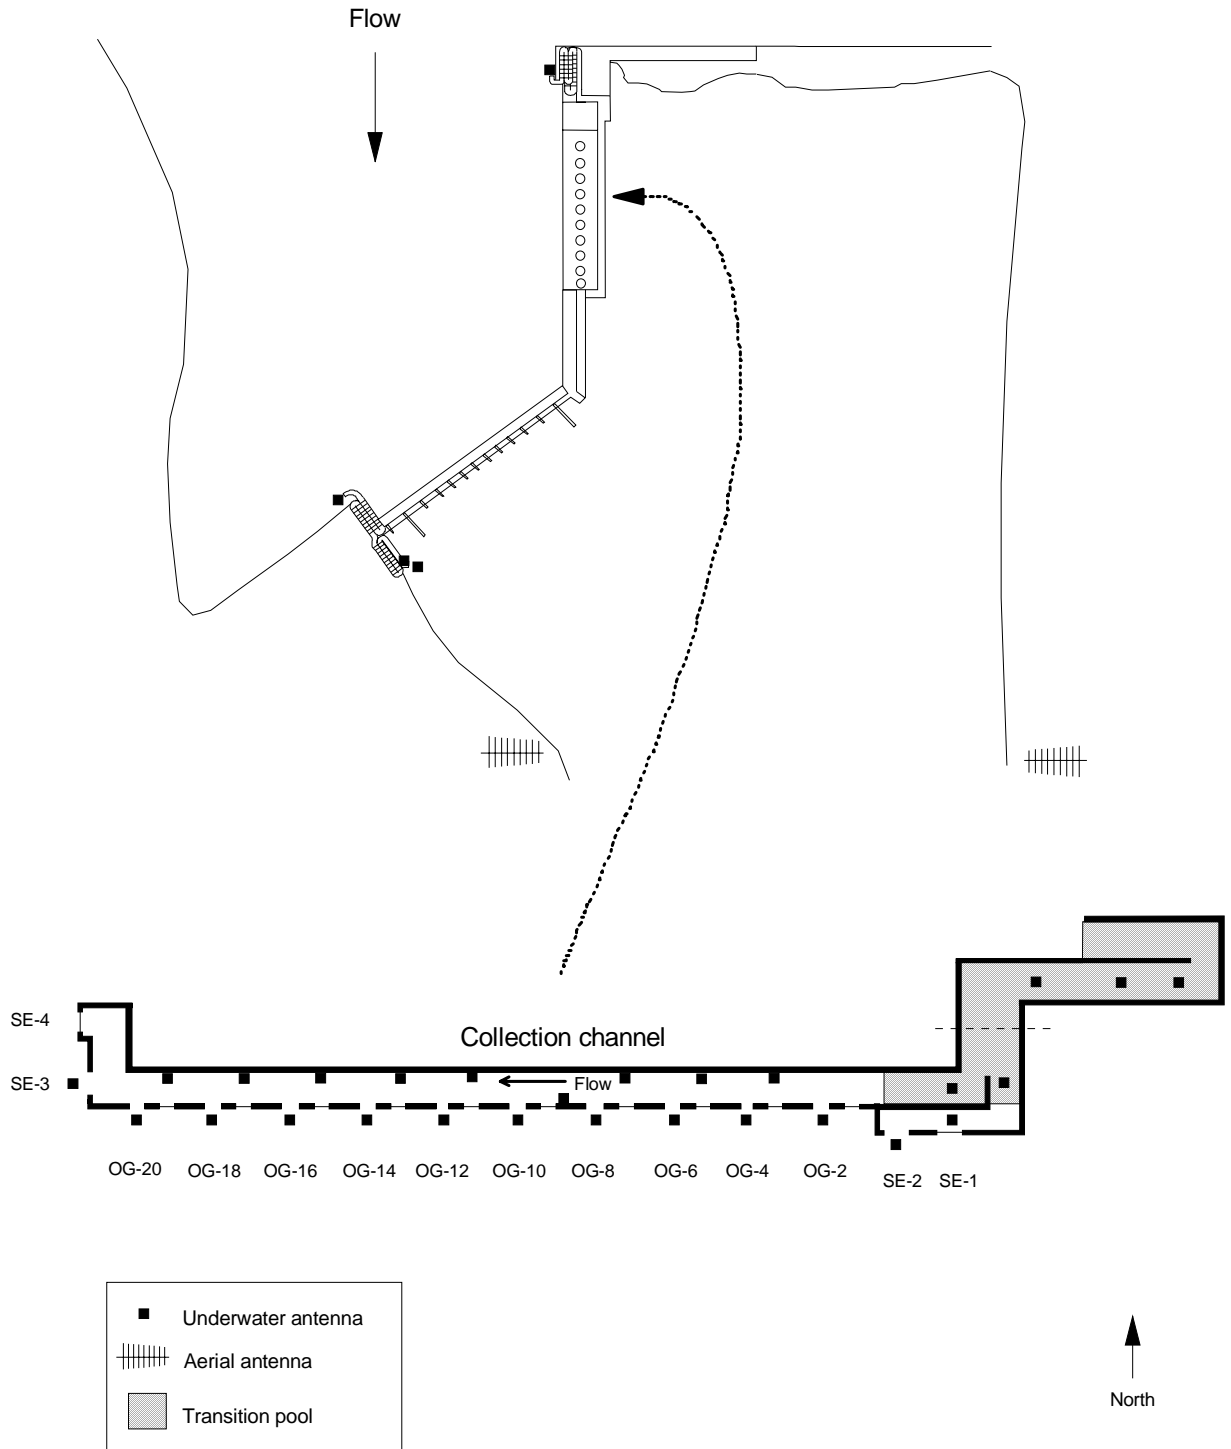 Flow
SE-4
Collection channel
SE-3
Flow
OG-20 OG-18 OG-16 OG-14 OG-12 OG-10 OG-8 OG-6 OG-4 OG-2
SE-2 SE-1
Underwater antenna
Aerial antenna
Transition pool
North